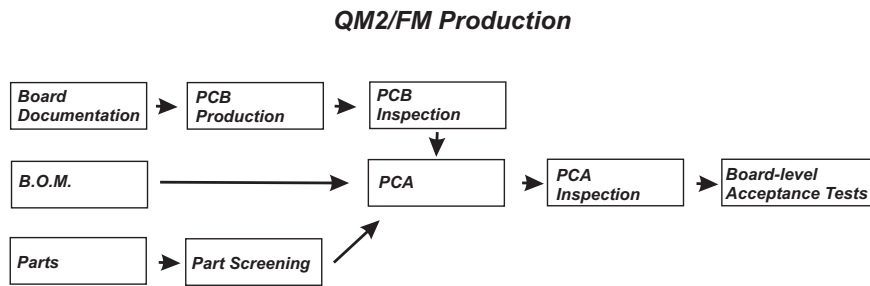 QM2/FM Production
Board
Documentation
PCB
Production
PCB
Inspection
B.O.M.
PCA
PCA
Inspection
Board-level
Acceptance Tests
Parts
Part Screening